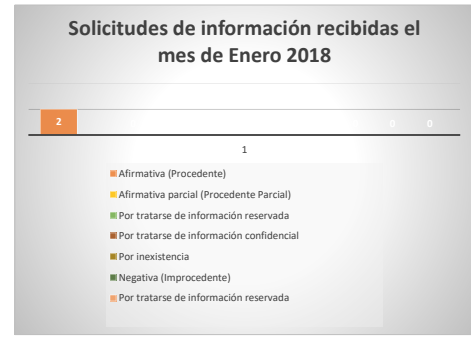 Solicitudes de información recibidas el
mes de Enero 2018
2
0 0
1
Afirmativa (Procedente)
Afirmativa parcial (Procedente Parcial)
Por tratarse de información reservada
Por tratarse de información confidencial
Por inexistencia
Negativa (Improcedente)
Por tratarse de información reservada